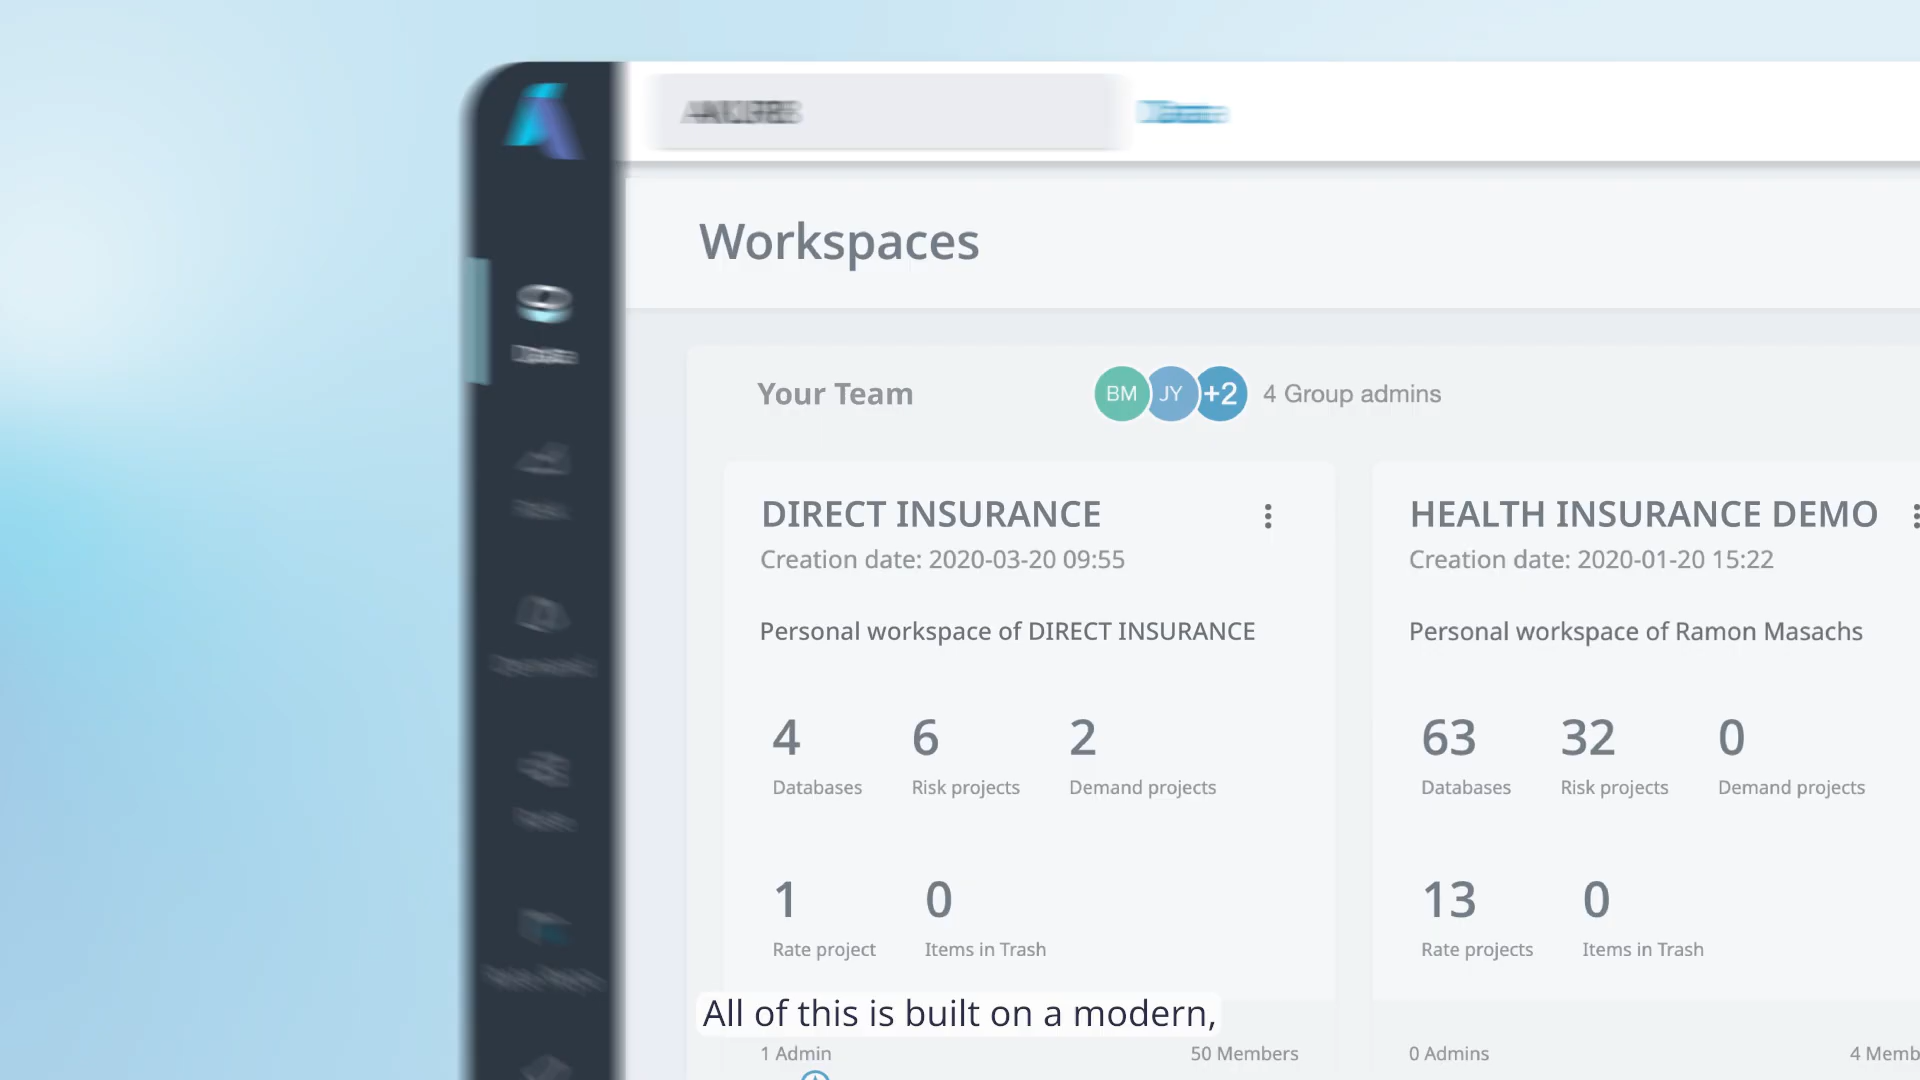 Workspaces
Your Team
BM JY +2 4 Group admins
DIRECT INSURANCE
Creation date: 2020-03-20 09:55
Personal workspace of DIRECT INSURANCE
4 6 2
Databases Risk projects Demand projects
1 0
Rate project Items in Trash
1 Admin 50 Members
HEALTH INSURANCE DEMO
Creation date: 2020-01-20 15:22
Personal workspace of Ramon Masachs
63 32 0
Databases Risk projects Demand projects
13 0
Rate projects Items in Trash
0 Admins 4 Memb
All of this is built on a modern,